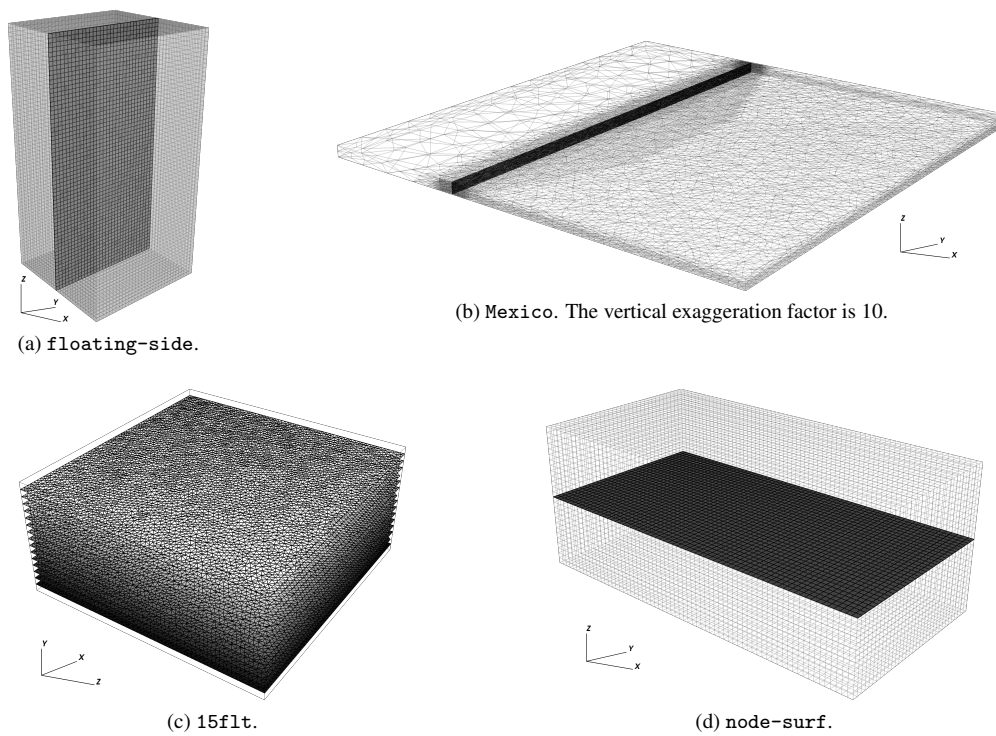 Z
Y
X
(a) floating-side.
Z
Y
X
(b) Mexico. The vertical exaggeration factor is 10.
Y
X
Z
(c) 15flt.
Z
Y
X
(d) node-surf.